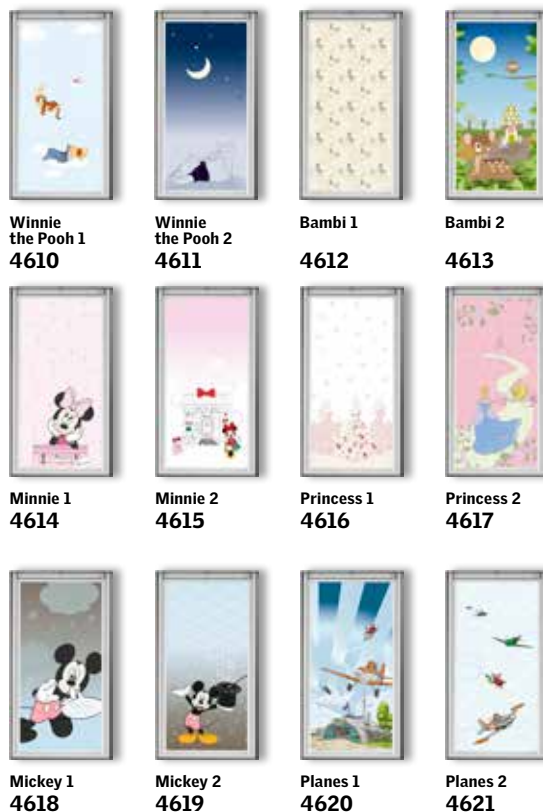 Winnie
the Pooh 1
4610
Winnie
the Pooh 2
4611
Bambi 1
4612
Bambi 2
4613
Minnie 1
4614
Minnie 2
4615
Princess 1
4616
Princess 2
4617
Mickey 1
4618
Mickey 2
4619
Planes 1
4620
Planes 2
4621